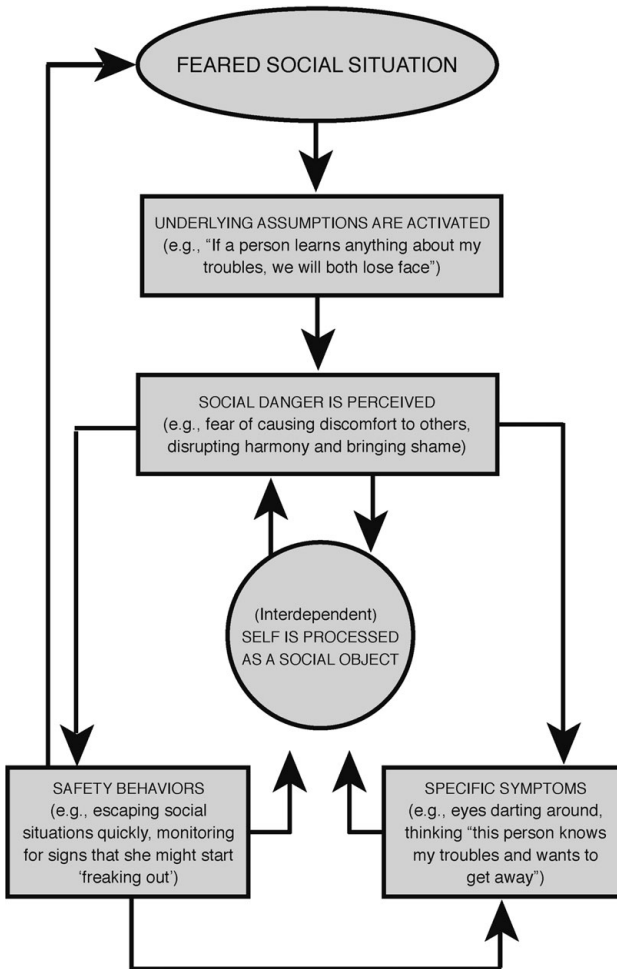 FEARED SOCIAL SITUATION
UNDERLYING ASSUMPTIONS ARE ACTIVATED
(e.g., “If a person learns anything about my
troubles, we will both lose face”)
SOCIAL DANGER IS PERCEIVED
(e.g., fear of causing discomfort to others,
disrupting harmony and bringing shame)
(Interdependent)
SELF IS PROCESSED
AS A SOCIAL OBJECT
SAFETY BEHAVIORS
(e.g., escaping social
situations quickly, monitoring
for signs that she might start
‘freaking out’)
SPECIFIC SYMPTOMS
(e.g., eyes darting around,
thinking “this person knows
my troubles and wants to
get away”)